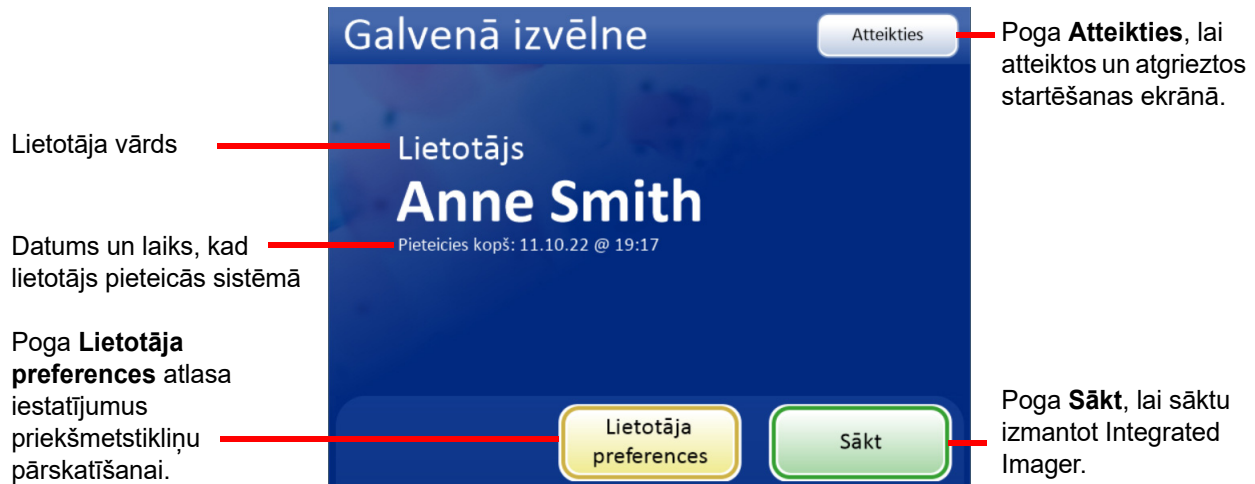 Galvenā izvēlne
Atteikties
Poga Atteikties, lai
atteiktos un atgrieztos
startēšanas ekrānā.
Lietotāja vārds
Lietotājs
Anne Smith
Datums un laiks, kad
lietotājs pieteicās sistēmā
Pieteicies kopš: 11.10.22 @ 19:17
Poga Lietotāja
preferences atlasa
iestatījumus
priekšmetstikliņu
pārskatīšanai.
Lietotāja
preferences
Sākt
Poga Sākt, lai sāktu
izmantot Integrated
Imager.